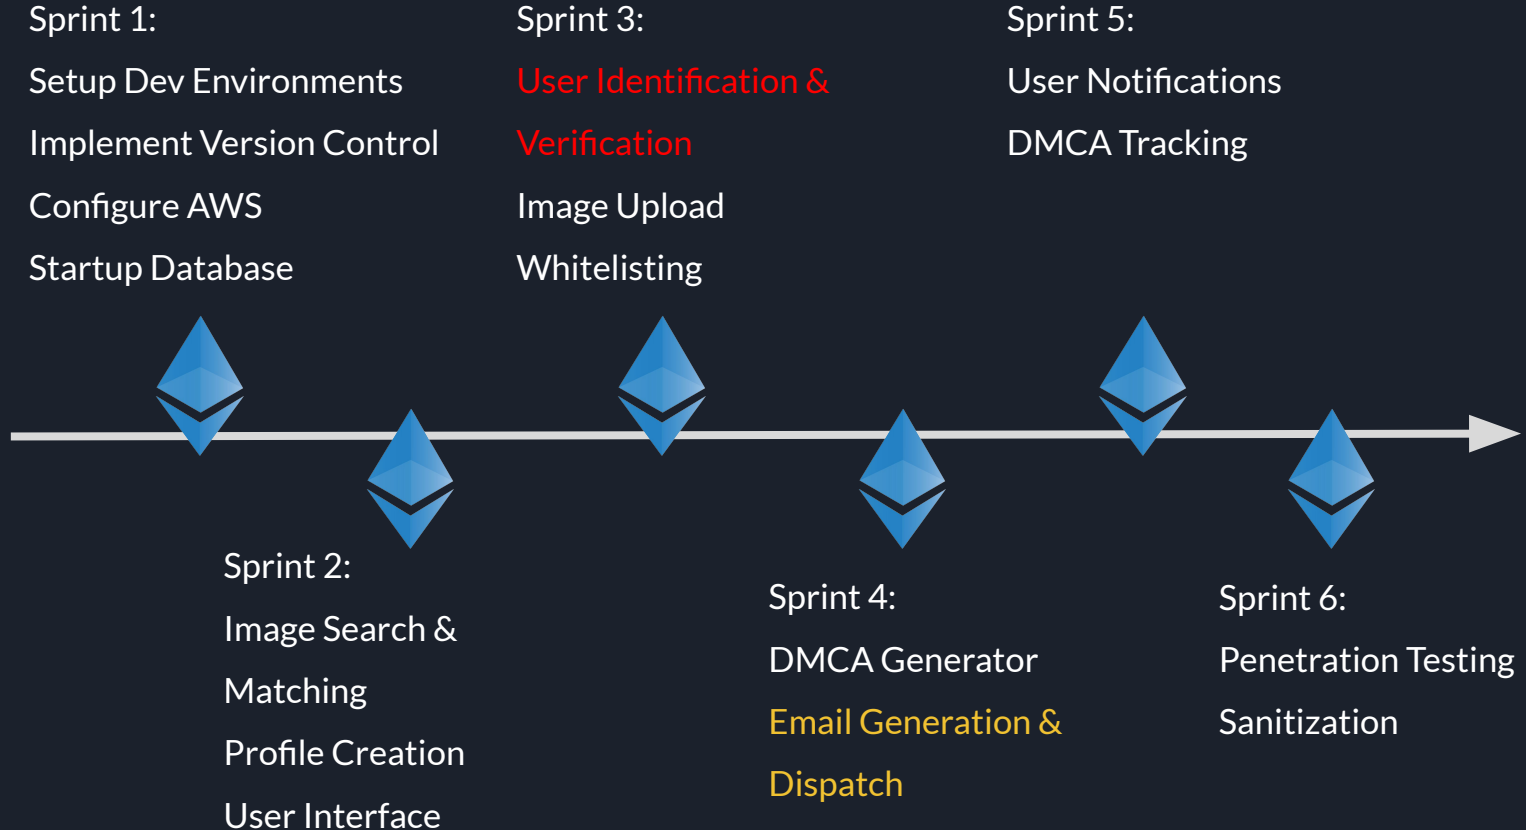 Sprint 1:
Setup Dev Environments
Implement Version Control
Configure AWS
Startup Database
Sprint 2:
Image Search &
Matching
Profile Creation
User Interface
Sprint 3:
User Identification &
Verification
Image Upload
Whitelisting
Sprint 4:
DMCA Generator
Email Generation &
Dispatch
Sprint 5:
User Notifications
DMCA Tracking
Sprint 6:
Penetration Testing
Sanitization